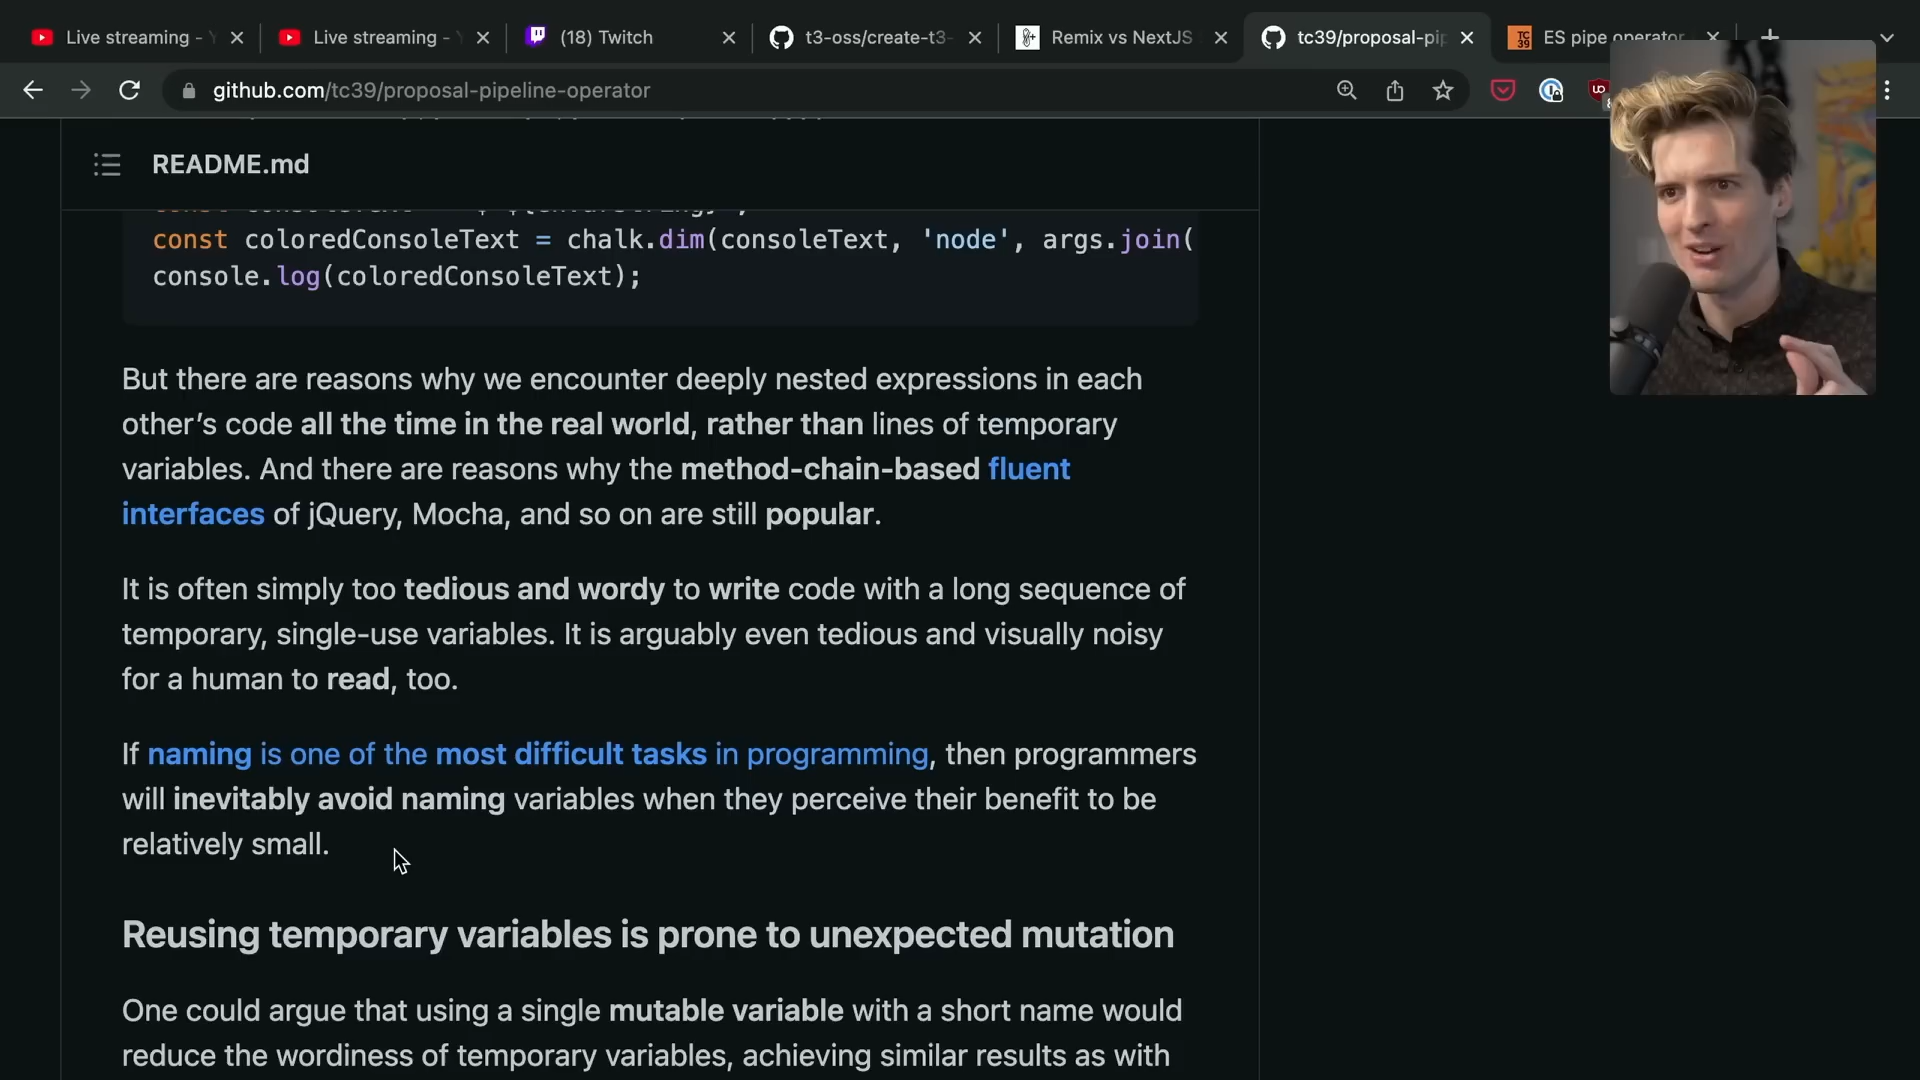 Live streaming - Y
Live streaming - Y
(18) Twitch
t3-oss/create-t3-
Remix vs NextJS
tc39/proposal-pip
TC
39
ES pipe operator
github.com/tc39/proposal-pipeline-operator
README.md
const coloredConsoleText = chalk.dim(consoleText, 'node', args.join(
console.log(coloredConsoleText);
But there are reasons why we encounter deeply nested expressions in each
other’s code all the time in the real world, rather than lines of temporary
variables. And there are reasons why the method-chain-based fluent
interfaces of jQuery, Mocha, and so on are still popular.
It is often simply too tedious and wordy to write code with a long sequence of
temporary, single-use variables. It is arguably even tedious and visually noisy
for a human to read, too.
If naming is one of the most difficult tasks in programming, then programmers
will inevitably avoid naming variables when they perceive their benefit to be
relatively small.
Reusing temporary variables is prone to unexpected mutation
One could argue that using a single mutable variable with a short name would
reduce the wordiness of temporary variables, achieving similar results as with